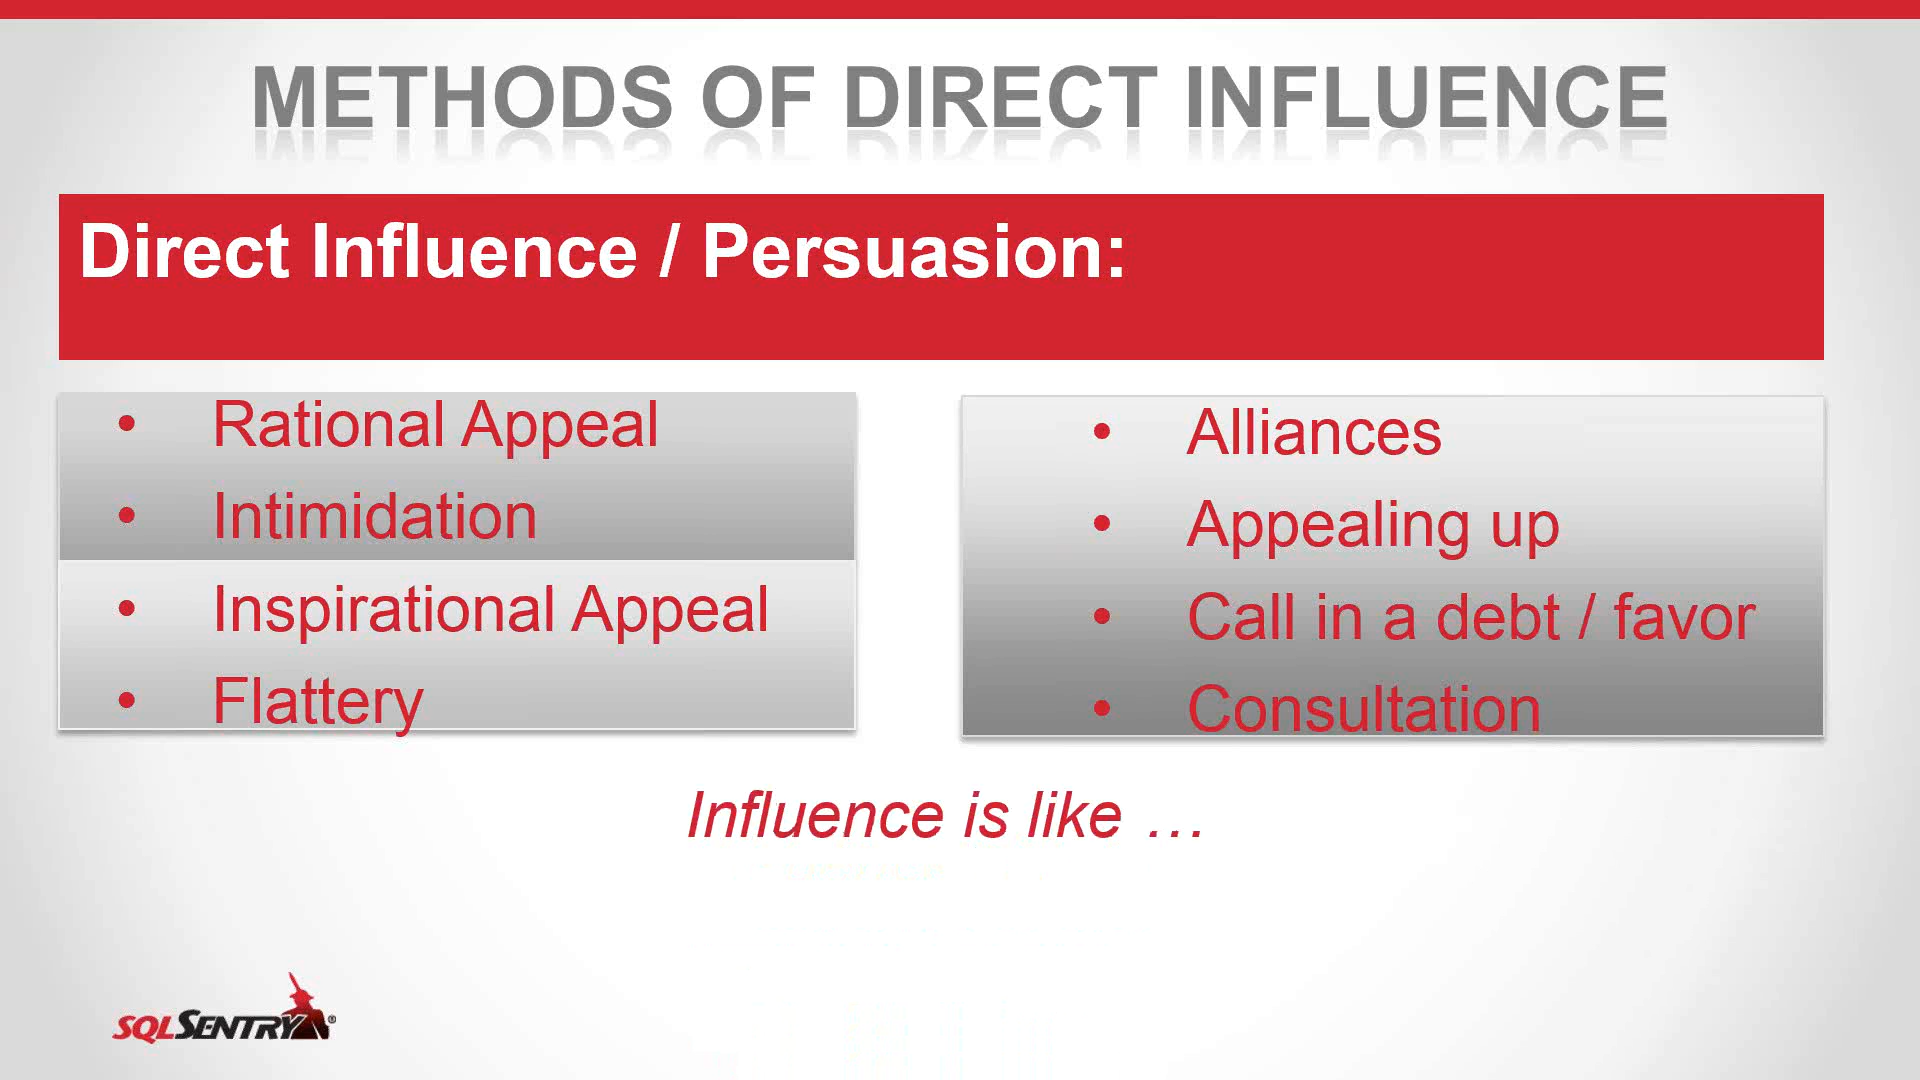 METHODS OF DIRECT INFLUENCE
Direct Influence / Persuasion:
• Rational Appeal
• Intimidation
• Inspirational Appeal
• Flattery
• Alliances
• Appealing up
• Call in a debt / favor
• Consultation
Influence is like …
SQLSENTRY®